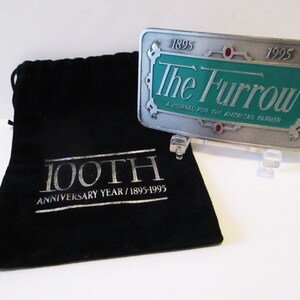 1895 1995
The Furrow
A JOURNAL FOR THE AMERICAN FARMER
100TH
ANNIVERSARY YEAR / 1895-1995